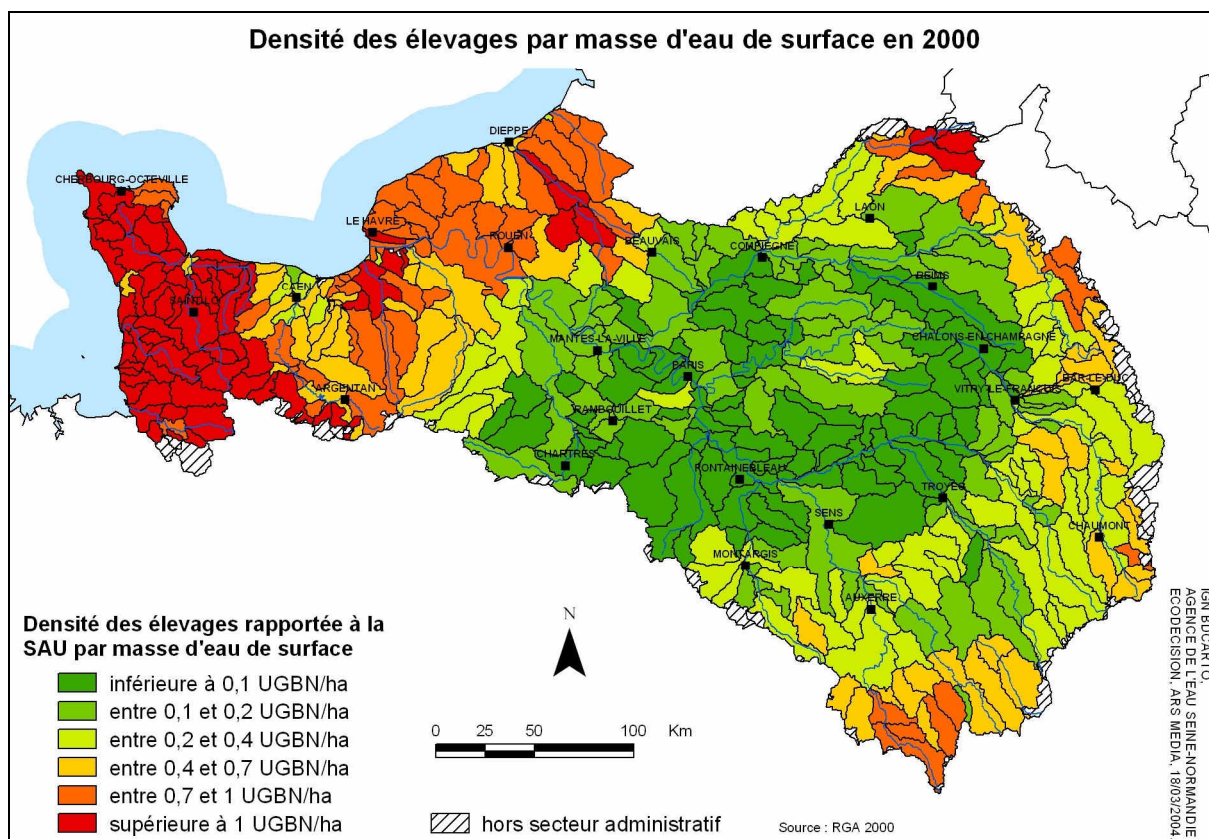 Densité des élevages par masse d'eau de surface en 2000
DIEPPE
CHERBOURG-OCTEVILLE
LAON
LE HAVRE
ROUEN
BEAUVAIS
COMPIEGNE
REIMS
CAEN
SAINT-LO
MANTES-LA-VILLE
CHALONS-EN-CHAMPAGNE
PARIS
BAR-LE-DUC
ARGENTAN
VITRY-LE-FRANCOIS
RAMBOUILLET
CHARTRES
FONTAINEBLEAU
TROYES
SENS
CHAUMONT
MONTARGIS
AUXERRE
N
Densité des élevages rapportée à la
SAU par masse d'eau de surface
inférieure à 0,1 UGBN/ha
entre 0,1 et 0,2 UGBN/ha
entre 0,2 et 0,4 UGBN/ha
entre 0,4 et 0,7 UGBN/ha
entre 0,7 et 1 UGBN/ha
supérieure à 1 UGBN/ha
0 25 50 100 Km
hors secteur administratif
Source : RGA 2000
IGN BDCARTO,
AGENCE DE L'EAU SEINE-NORMANDIE
ECODECISION, ARS MEDIA, 18/03/2004.